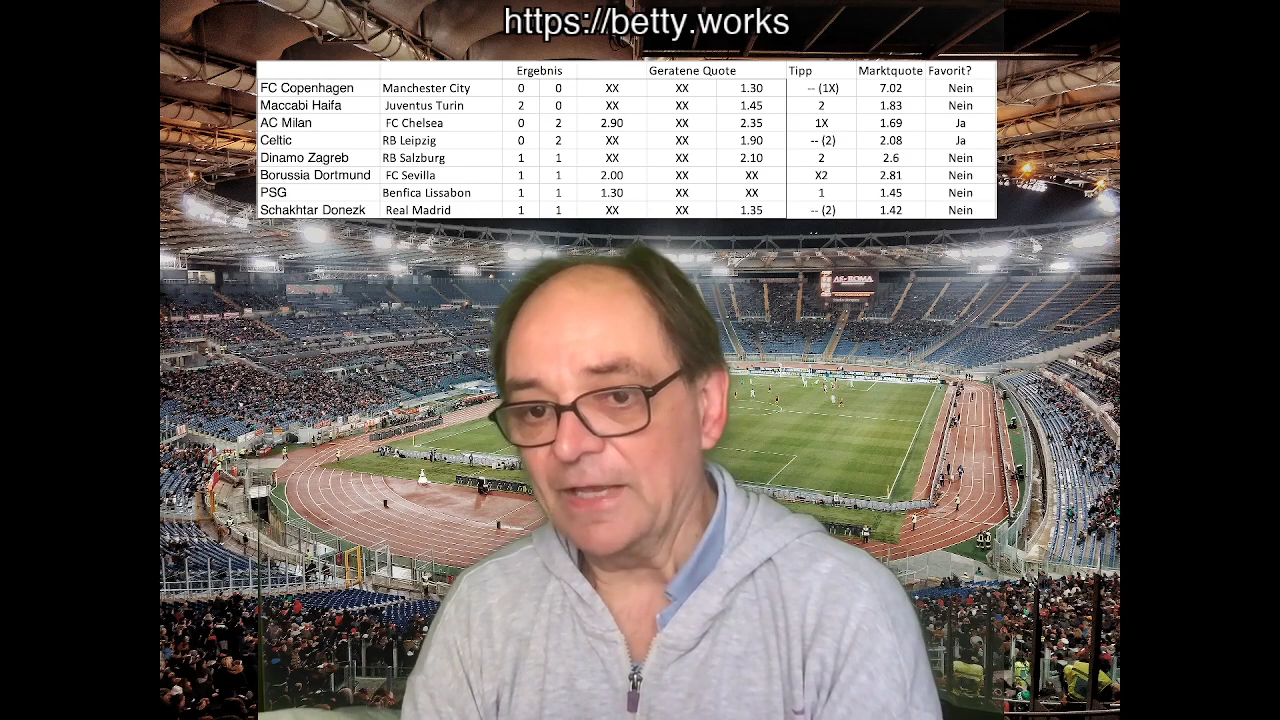 https://betty.works
Ergebnis Geratene Quote Tipp Marktquote Favorit?
FC Copenhagen Manchester City 0 0 XX XX 1.30 -- (1X) 7.02 Nein
Maccabi Haifa Juventus Turin 2 0 XX XX 1.45 2 1.83 Nein
AC Milan FC Chelsea 0 2 2.90 XX 2.35 1X 1.69 Ja
Celtic RB Leipzig 0 2 XX XX 1.90 -- (2) 2.08 Ja
Dinamo Zagreb RB Salzburg 1 1 XX XX 2.10 2 2.6 Nein
Borussia Dortmund FC Sevilla 1 1 2.00 XX XX X2 2.81 Nein
PSG Benfica Lissabon 1 1 1.30 XX XX 1 1.45 Nein
Schakhtar Donezk Real Madrid 1 1 XX XX 1.35 -- (2) 1.42 Nein
AS ROMA